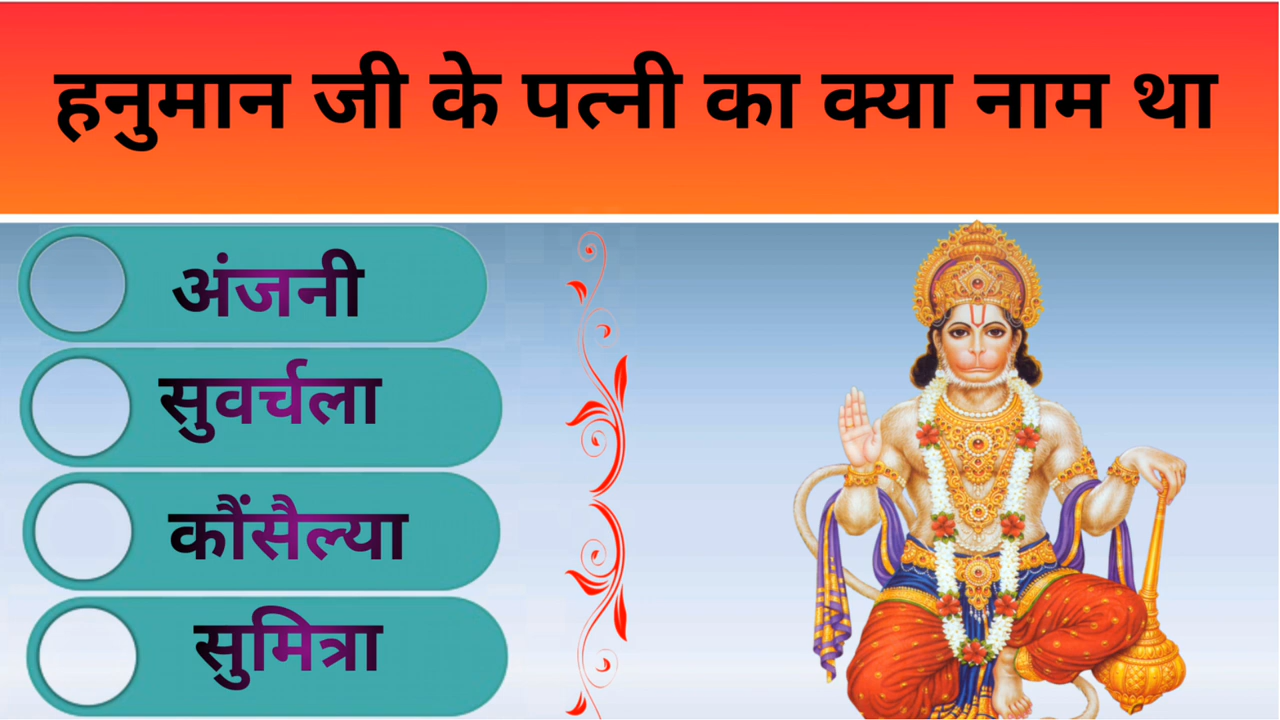 हनुमान जी के पत्नी का क्या नाम था
अंजनी
सुवर्चला
कौंसैल्या
सुमित्रा